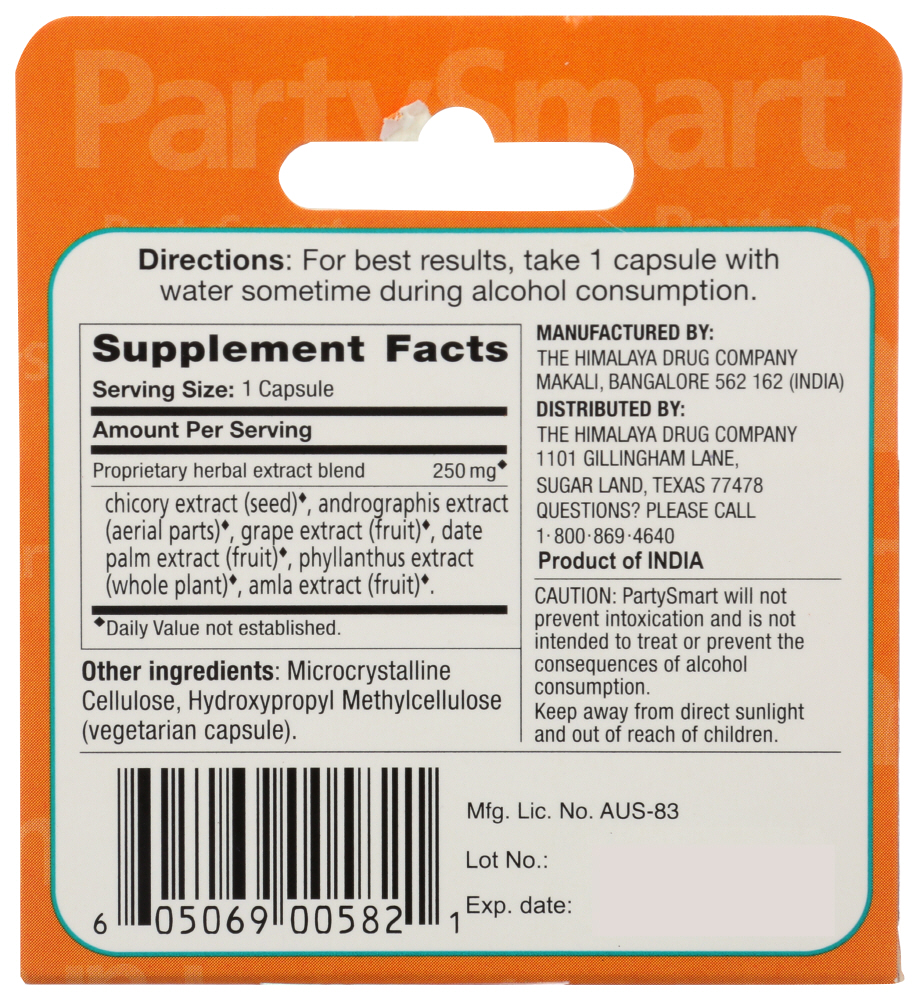 PartySmart
PartySmart
PartySm
Directions: For best results, take 1 capsule with
water sometime during alcohol consumption.
Supplement Facts
Serving Size: 1 Capsule
Amount Per Serving
Proprietary herbal extract blend 250 mg♦
chicory extract (seed)♦, andrographis extract
(aerial parts)♦, grape extract (fruit)♦, date
palm extract (fruit)♦, phyllanthus extract
(whole plant)♦, amla extract (fruit)♦.
♦Daily Value not established.
Other ingredients: Microcrystalline
Cellulose, Hydroxypropyl Methylcellulose
(vegetarian capsule).
MANUFACTURED BY:
THE HIMALAYA DRUG COMPANY
MAKALI, BANGALORE 562 162 (INDIA)
DISTRIBUTED BY:
THE HIMALAYA DRUG COMPANY
1101 GILLINGHAM LANE,
SUGAR LAND, TEXAS 77478
QUESTIONS? PLEASE CALL
1·800·869·4640
Product of INDIA
CAUTION: PartySmart will not
prevent intoxication and is not
intended to treat or prevent the
consequences of alcohol
consumption.
Keep away from direct sunlight
and out of reach of children.
6 05069 00582 1
Mfg. Lic. No. AUS-83
Lot No.:
Exp. date: